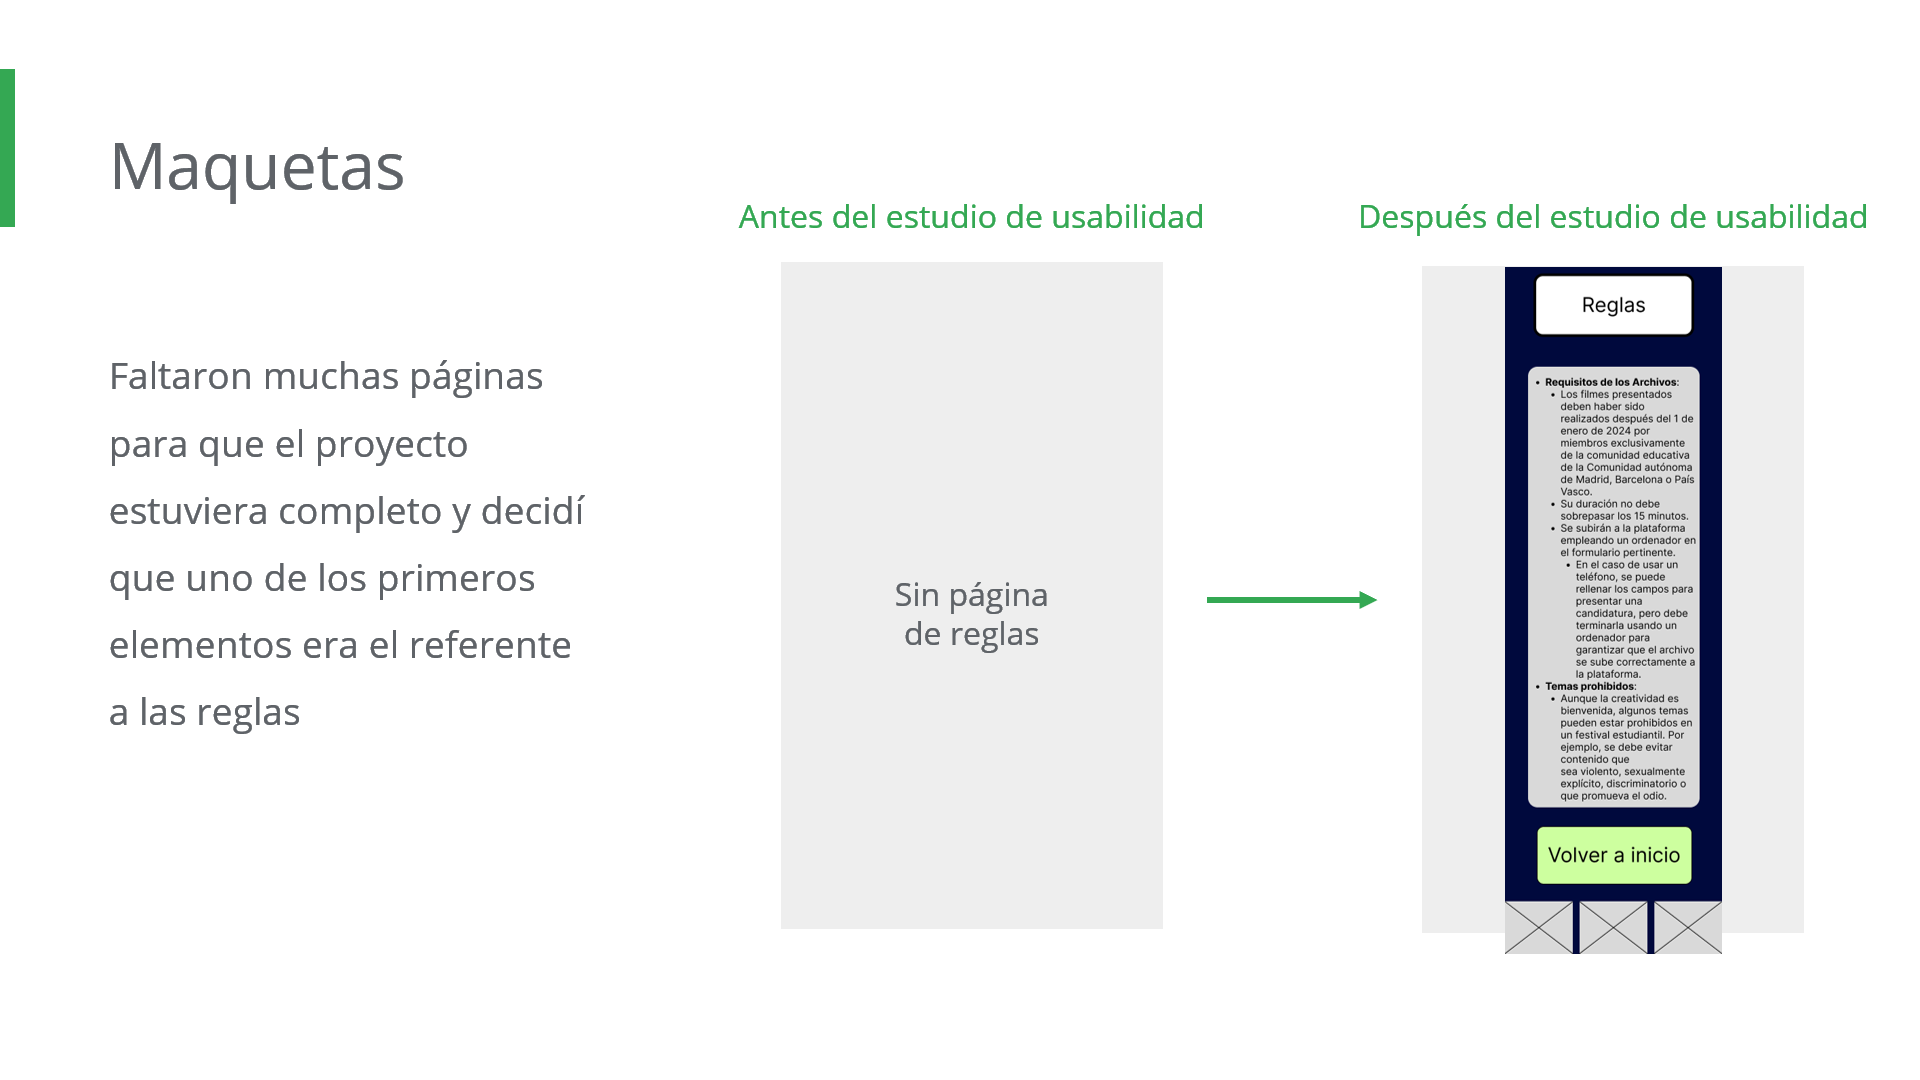 Maquetas
Faltaron muchas páginas
para que el proyecto
estuviera completo y decidí
que uno de los primeros
elementos era el referente
a las reglas
Antes del estudio de usabilidad
Sin página
de reglas
Después del estudio de usabilidad
Reglas
• Requisitos de los Archivos:
• Los filmes presentados
deben haber sido
realizados después del 1 de
enero de 2024 por
miembros exclusivamente
de la comunidad educativa
de la Comunidad autónoma
de Madrid, Barcelona o País
Vasco.
• Su duración no debe
sobrepasar los 15 minutos.
• Se subirán a la plataforma
empleando un ordenador en
el formulario pertinente.
• En el caso de usar un
teléfono, se puede
rellenar los campos para
presentar una
candidatura, pero debe
terminarla usando un
ordenador para
garantizar que el archivo
se sube correctamente a
la plataforma.
• Temas prohibidos:
• Aunque la creatividad es
bienvenida, algunos temas
pueden estar prohibidos en
un festival estudiantil. Por
ejemplo, se debe evitar
contenido que
sea violento, sexualmente
explícito, discriminatorio o
que promueva el odio.
Volver a inicio